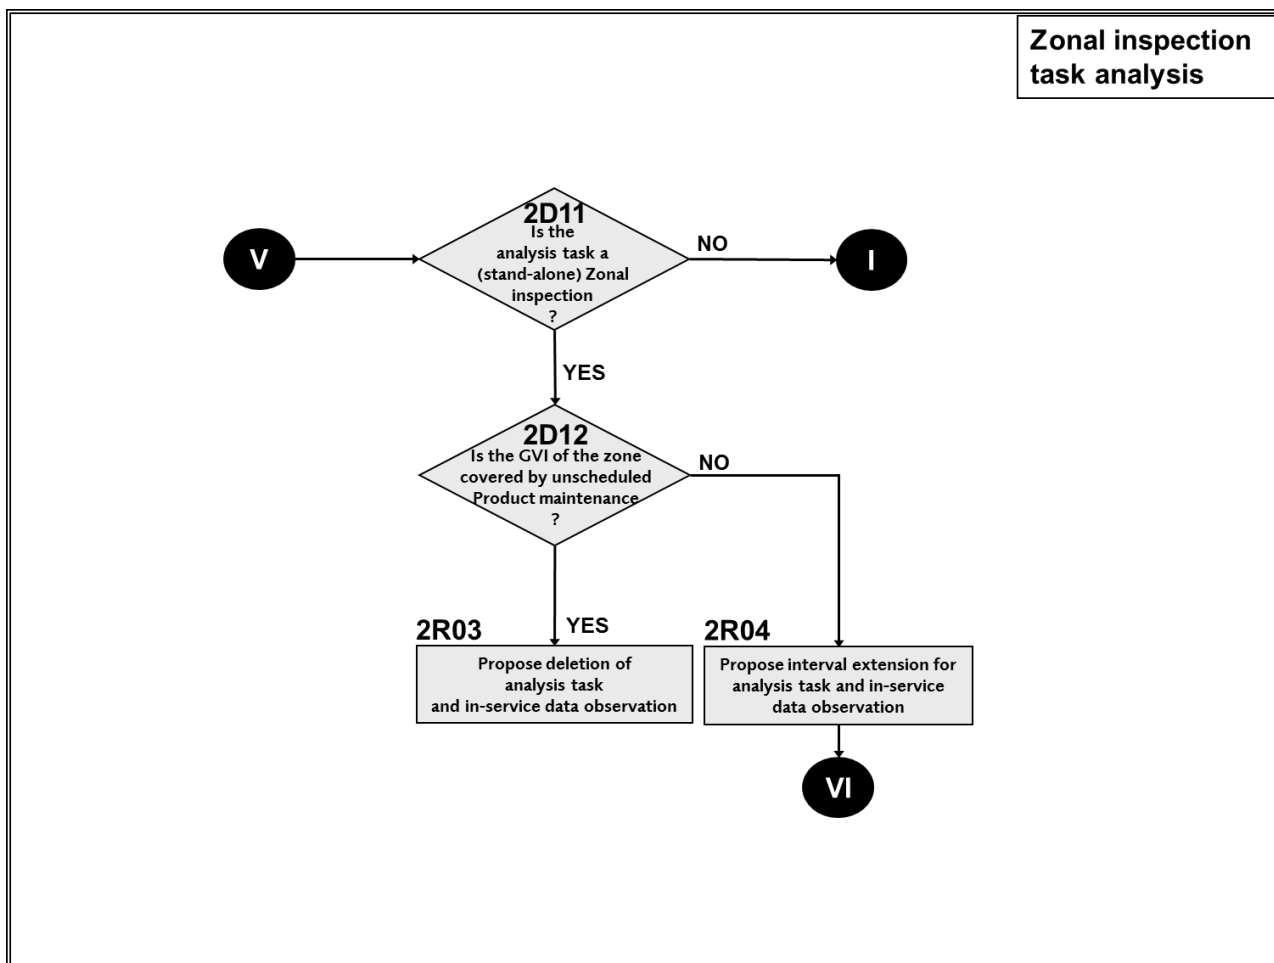 Zonal inspection
task analysis
2D11
Is the
analysis task a
(stand-alone) Zonal
inspection
?
V
NO
I
YES
2D12
Is the GVI of the zone
covered by unscheduled
Product maintenance
?
NO
YES
2R03
Propose deletion of
analysis task
and in-service data observation
2R04
Propose interval extension for
analysis task and in-service
data observation
VI